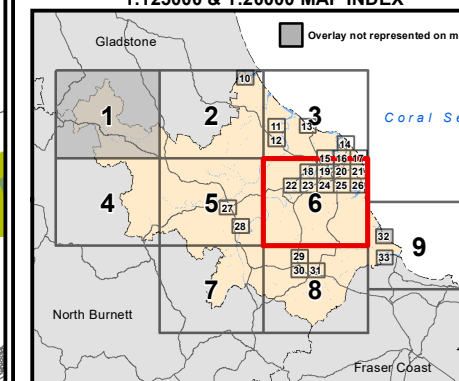 1:125000 & 1:20000 MAP INDEX
Gladstone
Overlay not represented on m
10
1
2
3
11
13
12
Coral Se
14
15 16 17
18 19 20 21
22 23 24 25 26
4
5
6
27
28
32
9
33
29
30 31
7
8
North Burnett
Fraser Coast